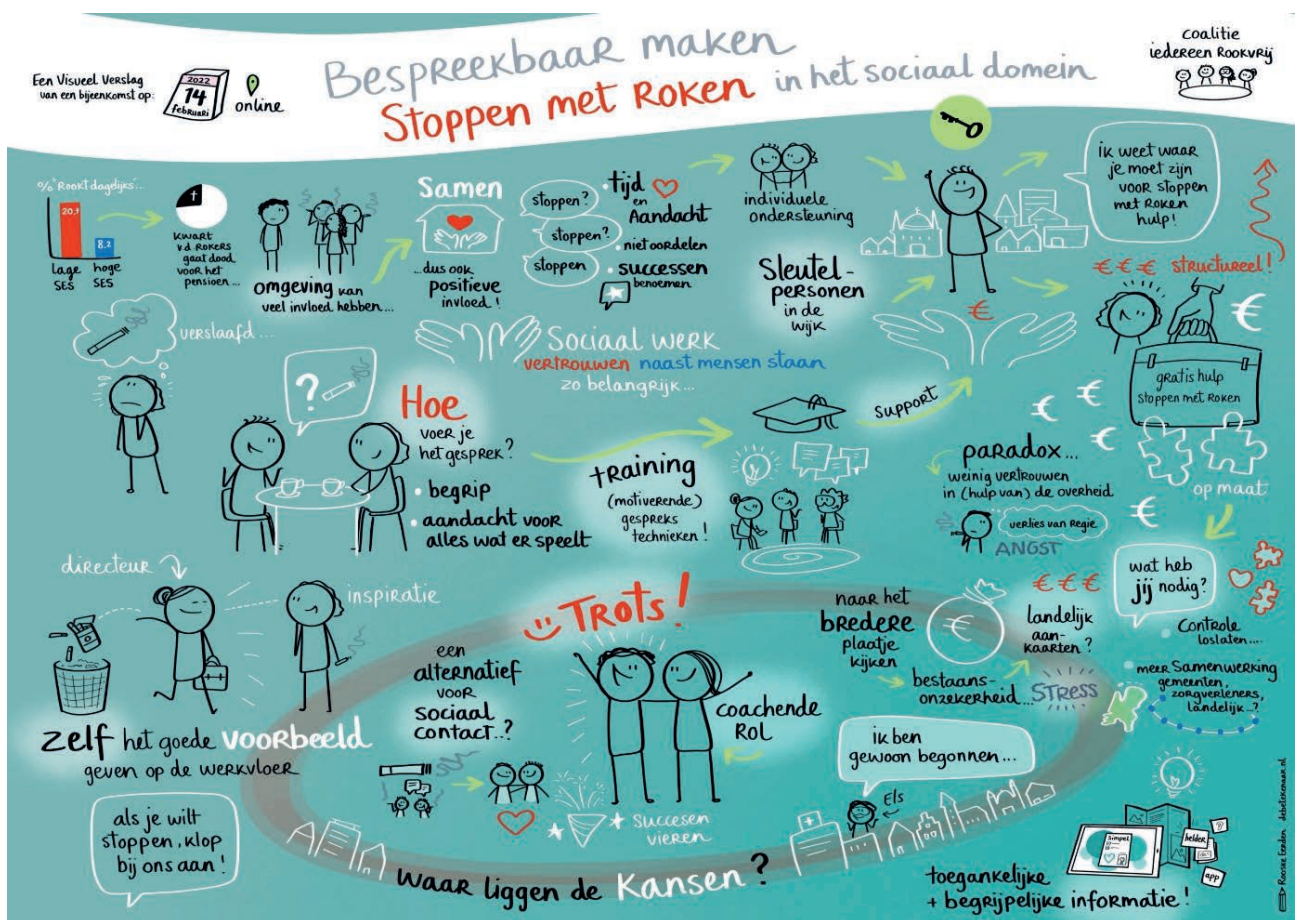 Een Visueel Verslag
van een bijeenkomst op:
2022
14
februari
online
Bespreekbaar maken
Stoppen met Roken in het sociaal domein
coalitie
iedereen Rookvrij
% 'Rookt dagelijks'...
20,7
8,2
lage
SES
hoge
SES
kwart
v.d. rokers
gaat dood
voor het
pensioen...
omgeving kan
veel invloed hebben...
Samen
...dus ook
positieve
invloed!
stoppen?
stoppen?
stoppen
• tijd
en
Aandacht
• niet oordelen
• successen
benoemen
individuele
ondersteuning
Sleutel-
personen
in de
wijk
€
ik weet waar
je moet zijn
voor stoppen
met roken
hulp!
€ € € structureel!
€
gratis hulp
stoppen met Roken
€
€
€
€
€
op maat
verslaafd...
?
Sociaal werk
vertrouwen naast mensen staan
zo belangrijk...
Hoe
voer je
het gesprek?
• begrip
• aandacht voor
alles wat er speelt
training
(motiverende)
gespreks
technieken!
support
paradox...
weinig vertrouwen
in (hulp van) de overheid
verlies van Regie
ANGST
directeur
inspiratie
zelf het goede voorbeeld
geven op de werkvloer
als je wilt
stoppen, klop
bij ons aan!
Trots!
een
alternatief
voor
sociaal
contact..?
coachende
Rol
succesen
vieren
naar het
bredere
plaatje
kijken
€
bestaans-
onzekerheid...
STRESS
€ € €
landelijk
aan-
kaarten?
wat heb
jij nodig?
• Controle
loslaten...
• meer Samenwerking
gemeenten,
zorgverleners,
landelijk...?
ik ben
gewoon begonnen...
Els
waar liggen de Kansen?
Simpel
helder
app
toegankelijke
+ begrijpelijke informatie!
Rooske Eerden debetekenaar.nl